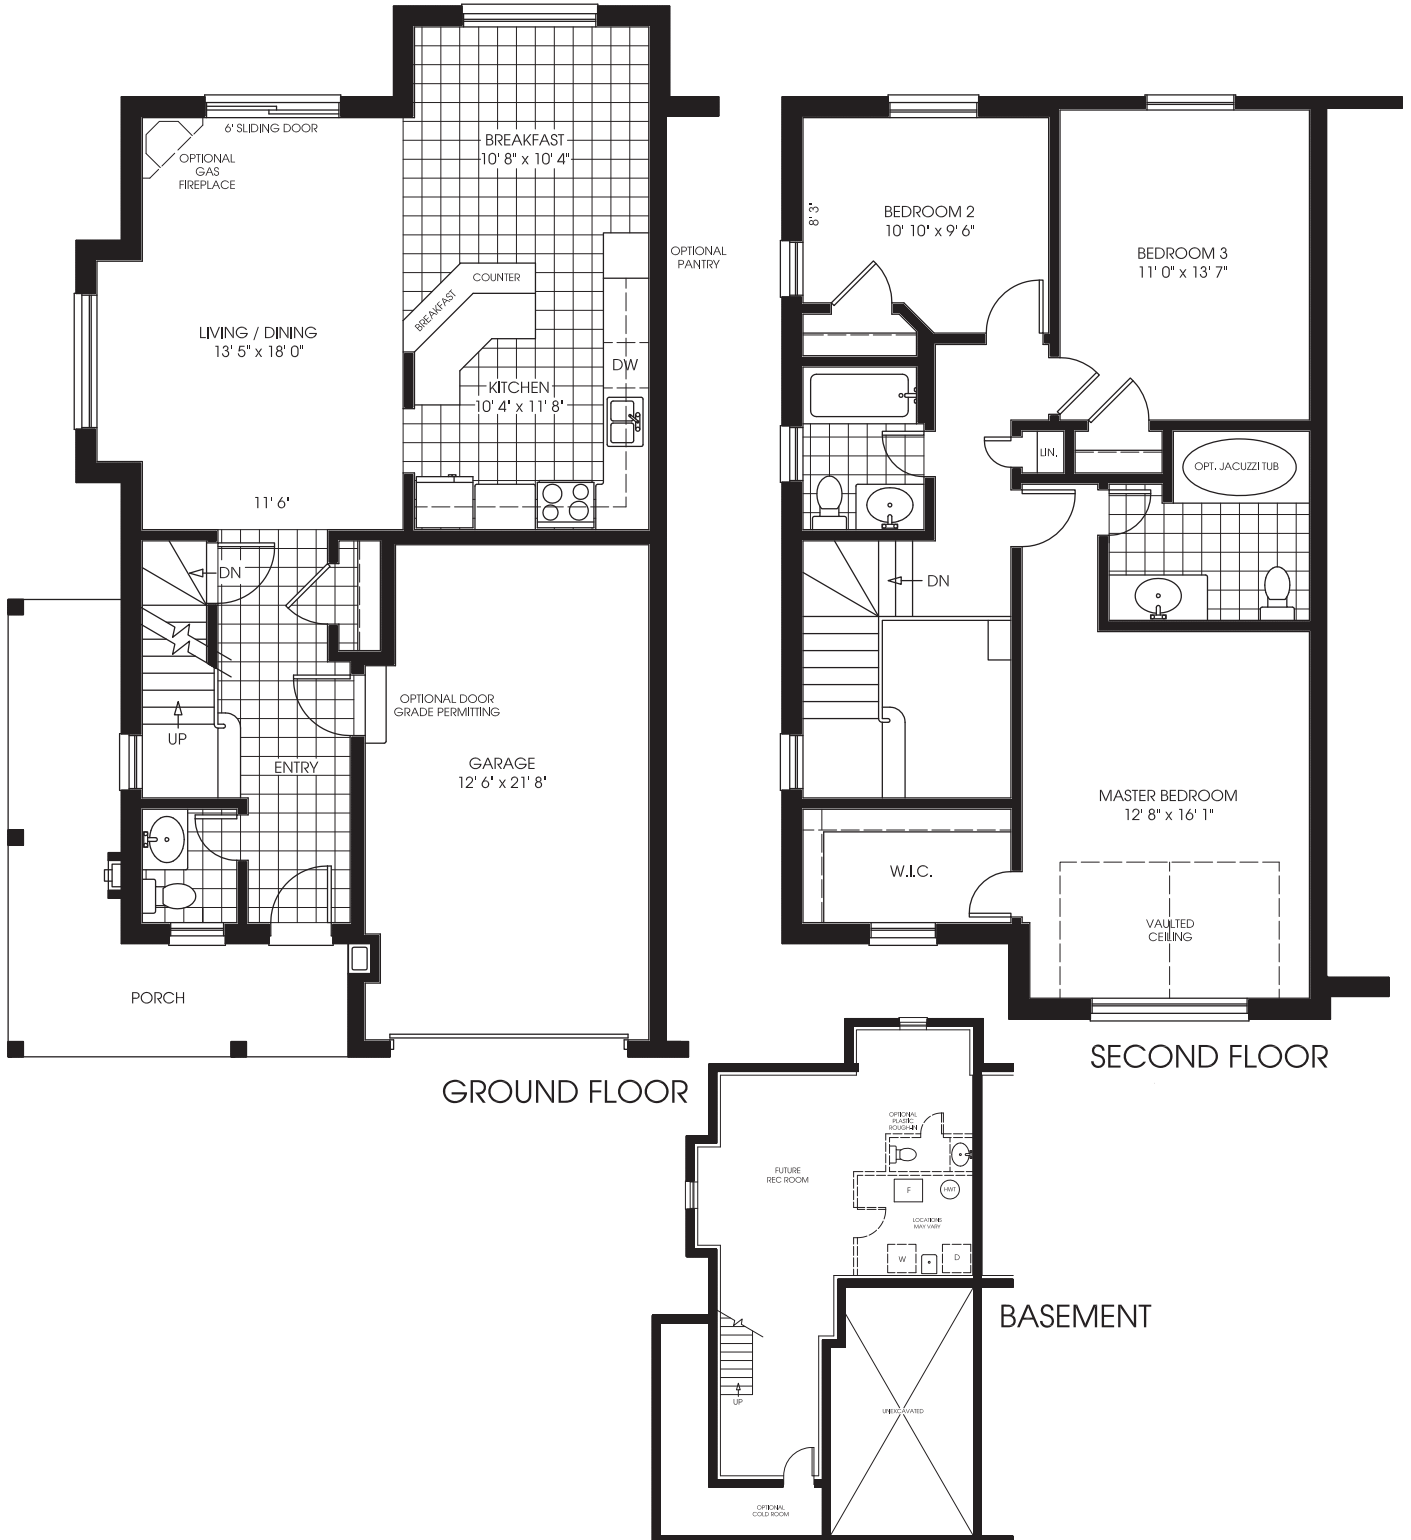 6' SLIDING DOOR
OPTIONAL
GAS
FIREPLACE
BREAKFAST
10' 8" x 10' 4"
OPTIONAL
PANTRY
COUNTER
BREAKFAST
LIVING / DINING
13' 5" x 18' 0"
DW
KITCHEN
10' 4" x 11' 8"
11' 6"
DN
OPTIONAL DOOR
GRADE PERMITTING
UP
ENTRY
GARAGE
12' 6" x 21' 8"
PORCH
GROUND FLOOR
8' 3"
BEDROOM 2
10' 10" x 9' 6"
BEDROOM 3
11' 0" x 13' 7"
LIN.
OPT. JACUZZI TUB
DN
MASTER BEDROOM
12' 8" x 16' 1"
W.I.C.
VAULTED
CEILING
SECOND FLOOR
OPTIONAL
PLASTIC
ROUGH-IN
FUTURE
REC ROOM
F
HWT
LOCATIONS
MAY VARY
W
D
BASEMENT
UP
UNEXCAVATED
OPTIONAL
COLD ROOM